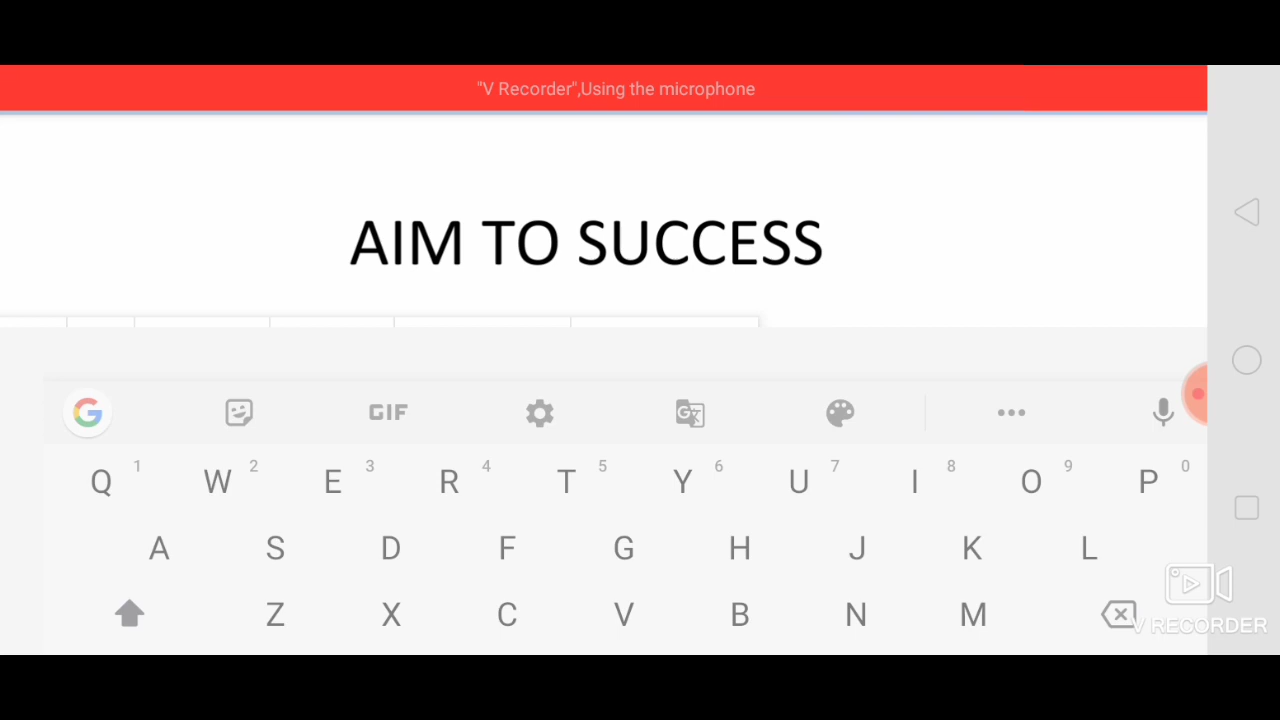 "V Recorder",Using the microphone
AIM TO SUCCESS
G GIF G
Q 1 W 2 E 3 R 4 T 5 Y 6 U 7 I 8 O 9 P 0
A S D F G H J K L
Z X C V B N M
V RECORDER